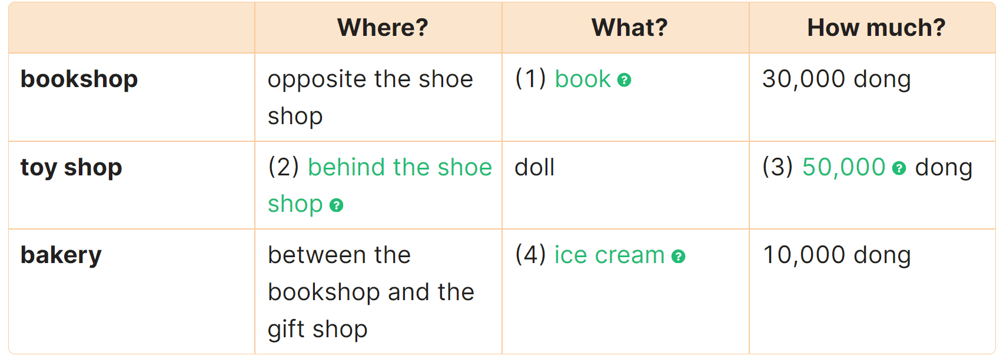 Where? What? How much?
bookshop opposite the shoe (1) book 30,000 dong
shop
toy shop (2) behind the shoe doll (3) 50,000 dong
shop
bakery between the (4) ice cream 10,000 dong
bookshop and the
gift shop